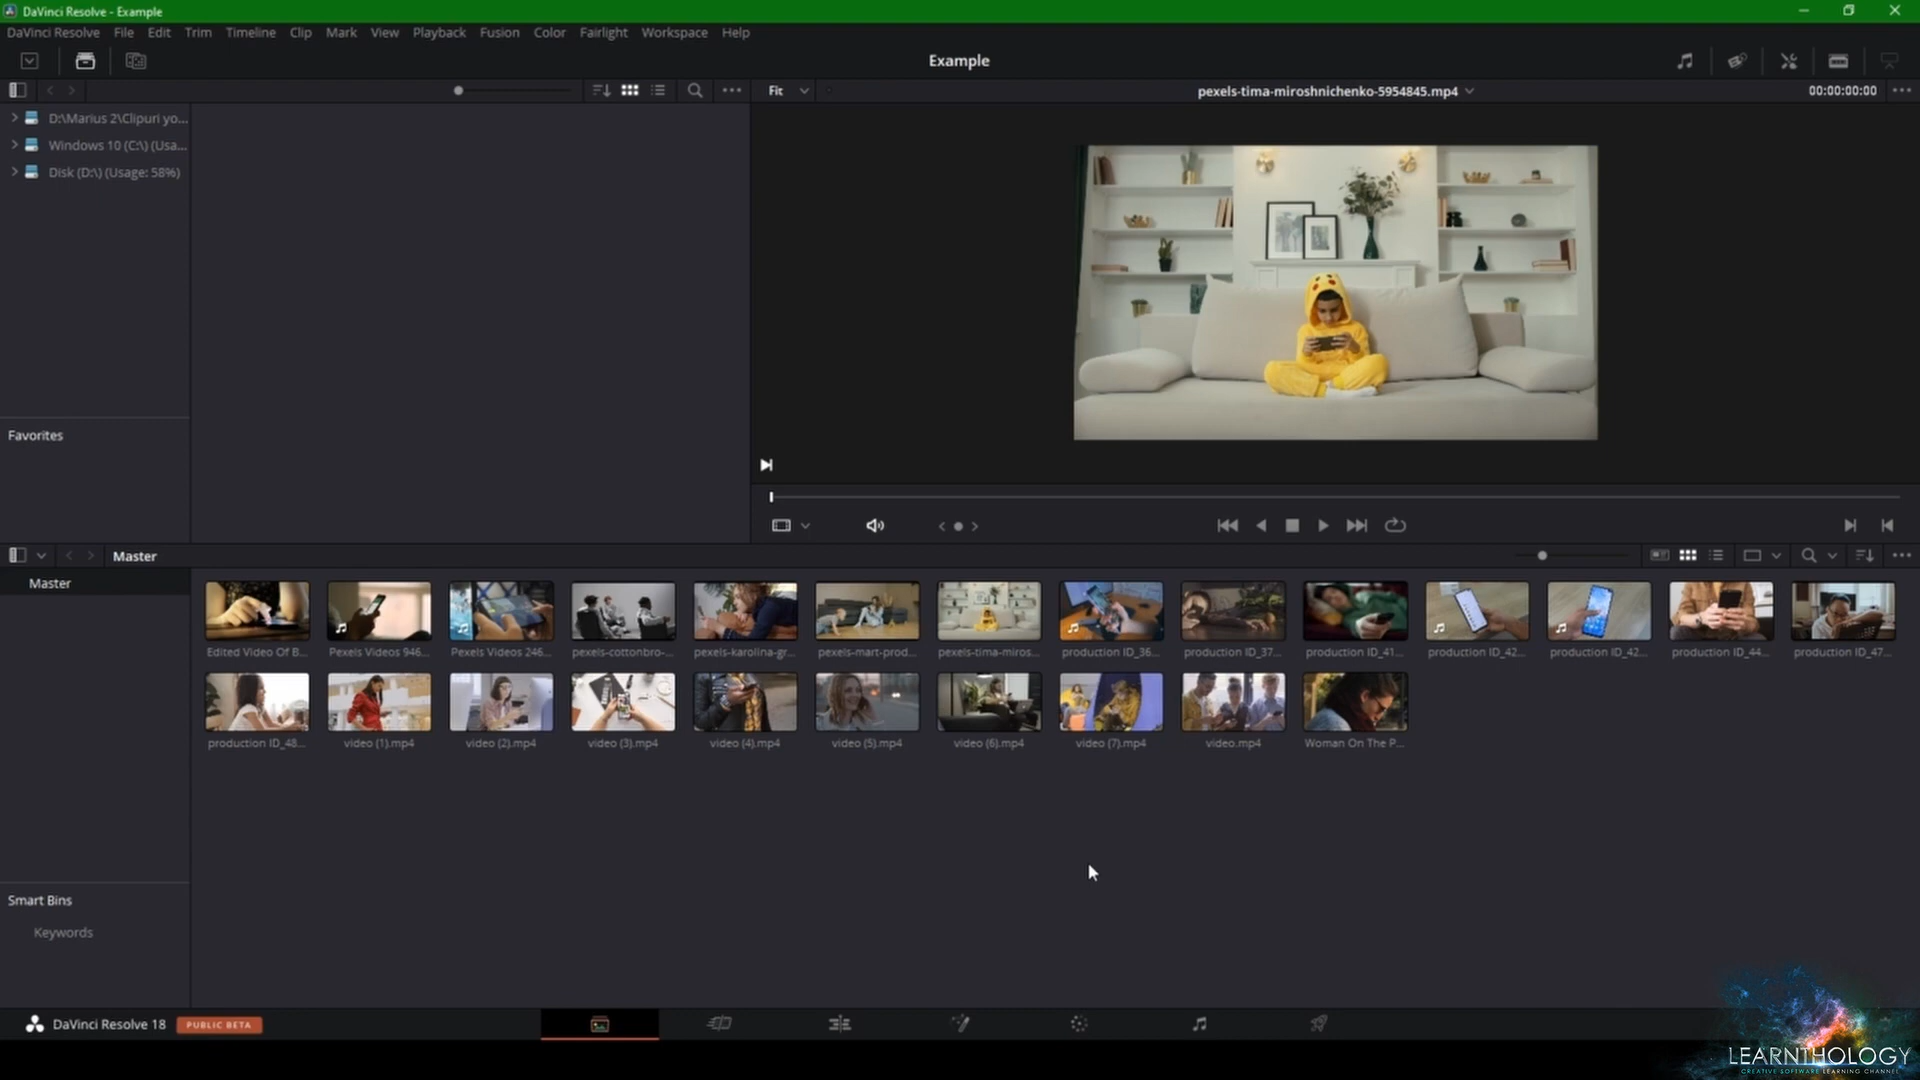 DaVinci Resolve - Example
DaVinci Resolve File Edit Trim Timeline Clip Mark View Playback Fusion Color Fairlight Workspace Help
Example
Fit pexels-tima-miroshnichenko-5954845.mp4 00:00:00:00
D:\Marius 2\Clipuri yo...
Windows 10 (C:\) (Usa...
Disk (D:\) (Usage: 58%)
Favorites
Master
Master
Edited Video Of B... Pexels Videos 946... Pexels Videos 246... pexels-cottonbro-... pexels-karolina-gr... pexels-mart-prod... pexels-tima-miros... production ID_36... production ID_37... production ID_41... production ID_42... production ID_42... production ID_44... production ID_47...
production ID_48... video (1).mp4 video (2).mp4 video (3).mp4 video (4).mp4 video (5).mp4 video (6).mp4 video (7).mp4 video.mp4 Woman On The P...
Smart Bins
Keywords
DaVinci Resolve 18 PUBLIC BETA
LEARNTHOLOGY
CREATIVE SOFTWARE LEARNING CHANNEL